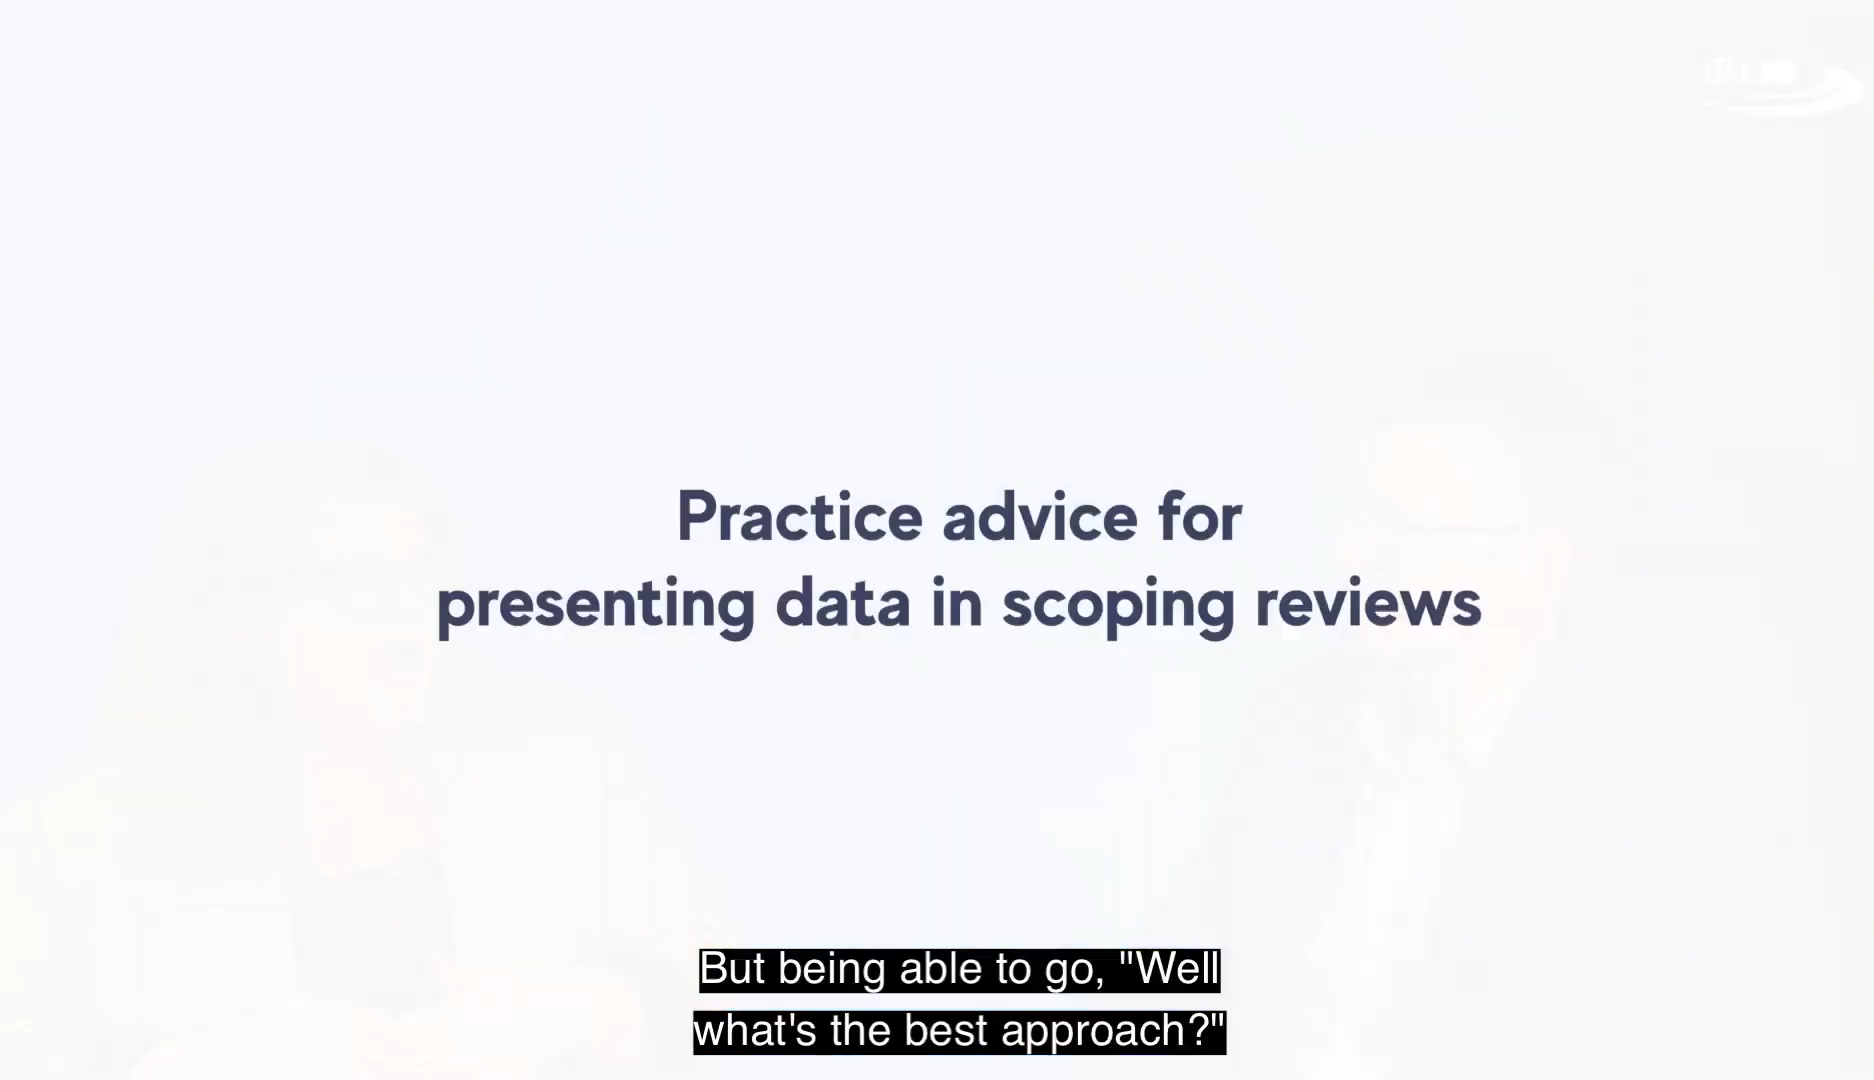 Practice advice for
presenting data in scoping reviews
But being able to go, "Well
what's the best approach?"